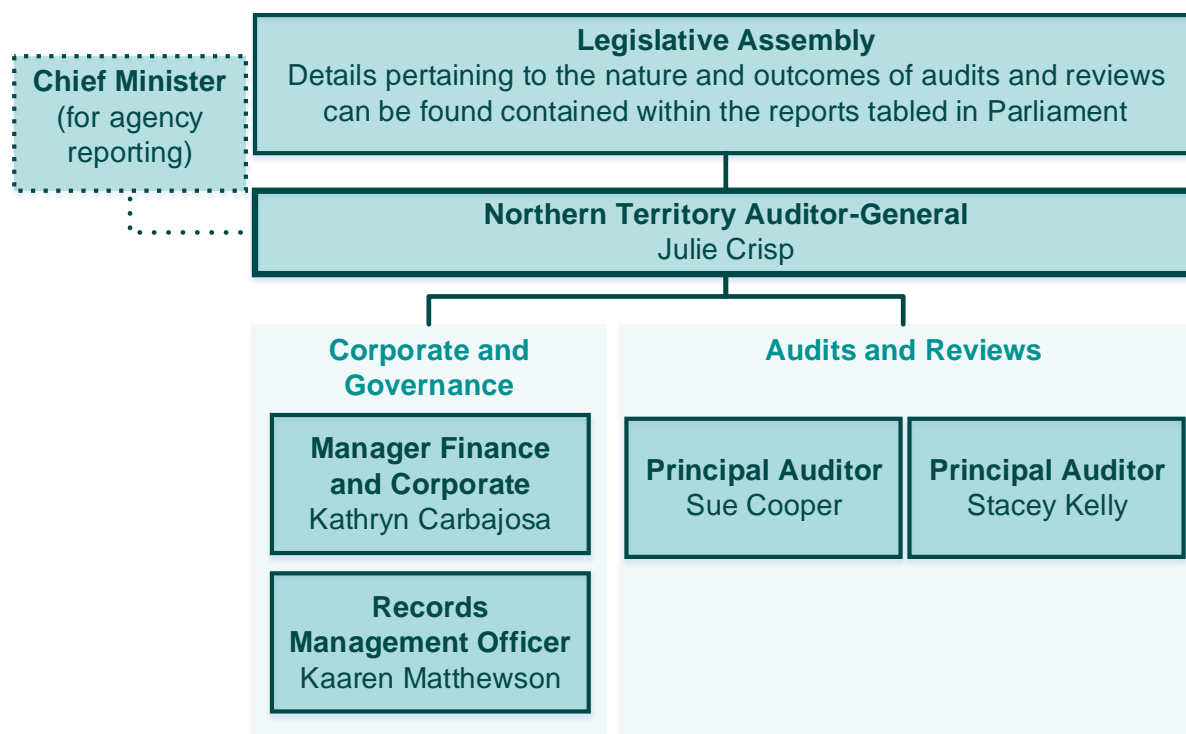 Legislative Assembly
Details pertaining to the nature and outcomes of audits and reviews
can be found contained within the reports tabled in Parliament
Chief Minister
(for agency
reporting)
Northern Territory Auditor-General
Julie Crisp
Corporate and
Governance
Manager Finance
and Corporate
Kathryn Carbajosa
Records
Management Officer
Kaaren Matthewson
Audits and Reviews
Principal Auditor
Sue Cooper
Principal Auditor
Stacey Kelly